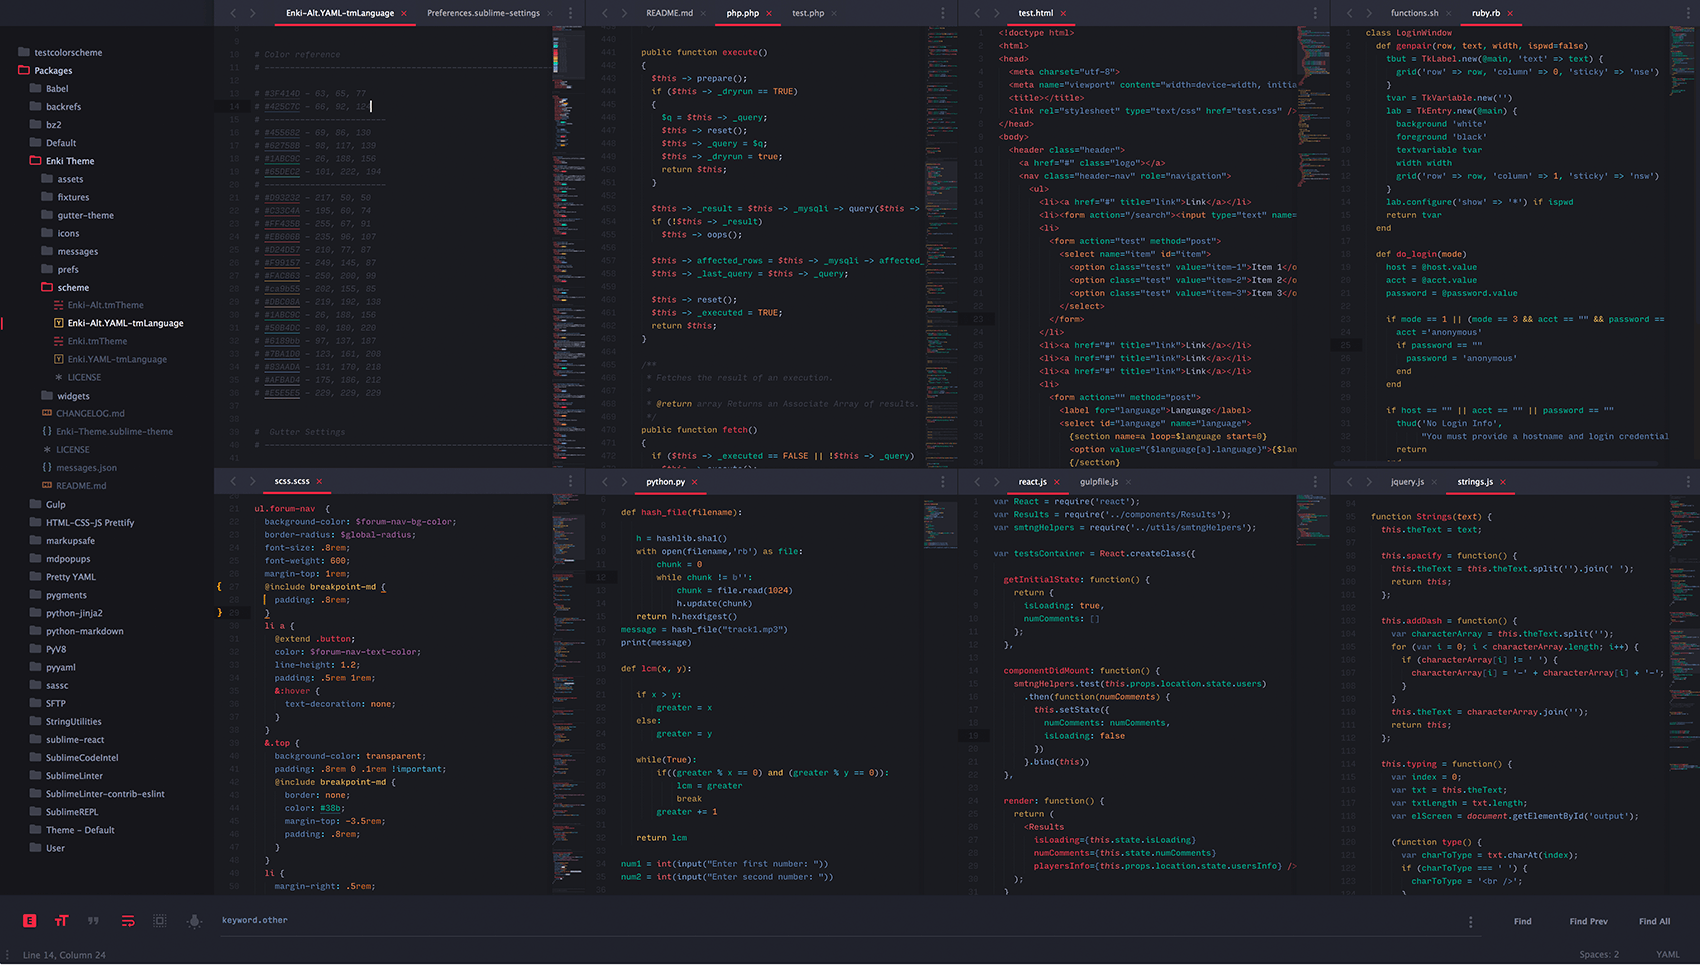 testcolorscheme
Packages
Babel
backrefs
bz2
Default
Enki Theme
assets
fixtures
gutter-theme
icons
messages
prefs
scheme
Enki-Alt.tmTheme
Enki-Alt.YAML-tmLanguage
Enki.tmTheme
Enki.YAML-tmLanguage
LICENSE
widgets
CHANGELOG.md
Enki-Theme.sublime-theme
LICENSE
messages.json
README.md
Gulp
HTML-CSS-JS Prettify
markupsafe
mdpopups
Pretty YAML
pygments
python-jinja2
python-markdown
PyV8
pyyaml
sassc
SFTP
StringUtilities
sublime-react
SublimeCodeIntel
SublimeLinter
SublimeLinter-contrib-eslint
SublimeREPL
Theme – Default
User
Enki-Alt.YAML-tmLanguage × Preferences.sublime-settings ×
# Color reference
# #3F414D – 63, 65, 77
# #425C7C – 66, 92, 124
# #455682 – 69, 86, 130
# #62758B – 98, 117, 139
# #1ABC9C – 26, 188, 156
# #65DEC2 – 101, 222, 194
# #D93232 – 217, 50, 50
# #C33C4A – 195, 60, 74
# #FF435B – 255, 67, 91
# #EB606B – 235, 96, 107
# #D24D57 – 210, 77, 87
# #F99157 – 249, 145, 87
# #FAC863 – 250, 200, 99
# #ca9b55 – 202, 155, 85
# #DBC08A – 219, 192, 138
# #1ABC9C – 26, 188, 156
# #50B4DC – 80, 180, 220
# #6189bb – 97, 137, 187
# #7BA1D0 – 123, 161, 208
# #83AADA – 131, 170, 218
# #AFBAD4 – 175, 186, 212
# #E5E5E5 – 229, 229, 229
# Gutter Settings
README.md × php.php × test.php ×
public function execute()
{
$this -> prepare();
if ($this -> _dryrun == TRUE)
{
$q = $this -> _query;
$this -> reset();
$this -> _query = $q;
$this -> _dryrun = true;
return $this;
}
$this -> _result = $this -> _mysqli -> query($this ->
if (!$this -> _result)
$this -> oops();
$this -> affected_rows = $this -> _mysqli -> affected_
$this -> _last_query = $this -> _query;
$this -> reset();
$this -> _executed = TRUE;
return $this;
}
/**
* Fetches the result of an execution.
*
* @return array Returns an Associate Array of results.
*/
public function fetch()
{
if ($this -> _executed == FALSE || !$this -> _query)
test.html ×
<!doctype html>
<html>
<head>
<meta charset="utf-8">
<meta name="viewport" content="width=device-width, initia
<title></title>
<link rel="stylesheet" type="text/css" href="test.css" />
</head>
<body>
<header class="header">
<a href="#" class="logo"></a>
<nav class="header-nav" role="navigation">
<ul>
<li><a href="#" title="link">Link</a></li>
<li><form action="/search"><input type="text" name=
<li>
<form action="test" method="post">
<select name="item" id="item">
<option class="test" value="item-1">Item 1</o
<option class="test" value="item-2">Item 2</o
<option class="test" value="item-3">Item 3</o
</select>
</form>
</li>
<li><a href="#" title="link">Link</a></li>
<li><a href="#" title="link">Link</a></li>
<li><a href="#" title="link">Link</a></li>
<li>
<form action="" method="post">
<label for="language">Language</label>
<select id="language" name="language">
{section name=a loop=$language start=0}
<option value="{$language[a].language}">{$lan
{/section}
functions.sh × ruby.rb ×
class LoginWindow
def genpair(row, text, width, ispwd=false)
tbut = TkLabel.new(@main, 'text' => text) {
grid('row' => row, 'column' => 0, 'sticky' => 'nse')
}
tvar = TkVariable.new('')
lab = TkEntry.new(@main) {
background 'white'
foreground 'black'
textvariable tvar
width width
grid('row' => row, 'column' => 1, 'sticky' => 'nsw')
}
lab.configure('show' => '*') if ispwd
return tvar
end
def do_login(mode)
host = @host.value
acct = @acct.value
password = @password.value
if mode == 1 || (mode == 3 && acct == "" && password ==
acct ='anonymous'
if password == ""
password = 'anonymous'
end
end
if host == "" || acct == "" || password == ""
thud('No Login Info',
"You must provide a hostname and login credential
return
scss.scss ×
ul.forum-nav {
background-color: $forum-nav-bg-color;
border-radius: $global-radius;
font-size: .8rem;
font-weight: 600;
margin-top: 1rem;
@include breakpoint-md {
padding: .8rem;
}
li a {
@extend .button;
color: $forum-nav-text-color;
line-height: 1.2;
padding: .5rem 1rem;
&:hover {
text-decoration: none;
}
}
&.top {
background-color: transparent;
padding: .8rem 0 .1rem !important;
@include breakpoint-md {
border: none;
color: #38b;
margin-top: -3.5rem;
padding: .8rem;
}
}
li {
margin-right: .5rem;
python.py ×
def hash_file(filename):
h = hashlib.sha1()
with open(filename,'rb') as file:
chunk = 0
while chunk != b'':
chunk = file.read(1024)
h.update(chunk)
return h.hexdigest()
message = hash_file("track1.mp3")
print(message)
def lcm(x, y):
if x > y:
greater = x
else:
greater = y
while(True):
if((greater % x == 0) and (greater % y == 0)):
lcm = greater
break
greater += 1
return lcm
num1 = int(input("Enter first number: "))
num2 = int(input("Enter second number: "))
react.js × gulpfile.js ×
var React = require('react');
var Results = require('../components/Results');
var smtngHelpers = require('../utils/smtngHelpers');
var testsContainer = React.createClass({
getInitialState: function() {
return {
isLoading: true,
numComments: []
};
},
componentDidMount: function() {
smtngHelpers.test(this.props.location.state.users)
.then(function(numComments) {
this.setState({
numComments: numComments,
isLoading: false
})
}.bind(this))
},
render: function() {
return (
<Results
isLoading={this.state.isLoading}
numComments={this.state.numComments}
playersInfo={this.props.location.state.usersInfo} />
);
}
jquery.js × strings.js ×
function Strings(text) {
this.theText = text;
this.spacify = function() {
this.theText = this.theText.split('').join(' ');
return this;
};
this.addDash = function() {
var characterArray = this.theText.split('');
for (var i = 0; i < characterArray.length; i++) {
if (characterArray[i] != ' ') {
characterArray[i] = '-' + characterArray[i] + '-';
}
}
this.theText = characterArray.join('');
return this;
};
this.typing = function() {
var index = 0;
var txt = this.theText;
var txtLength = txt.length;
var elScreen = document.getElementById('output');
(function type() {
var charToType = txt.charAt(index);
if (charToType === ' ') {
charToType = '<br />';
}
keyword.other
Find Find Prev Find All
Line 14, Column 24
Spaces: 2 YAML